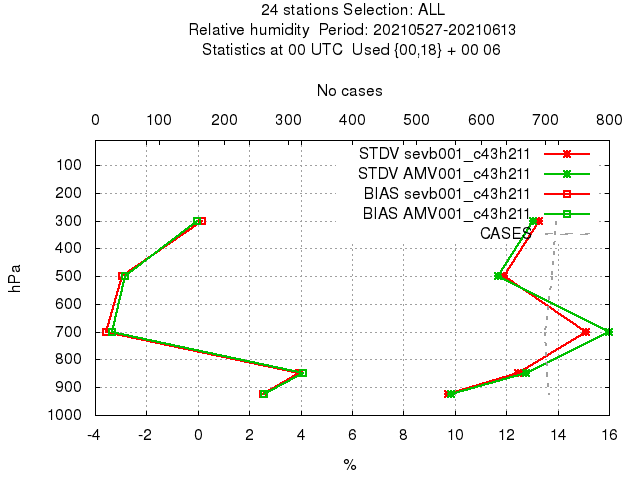 24 stations Selection: ALL
Relative humidity  Period: 20210527-20210613
Statistics at 00 UTC  Used {00,18} + 00 06
No cases
0 100 200 300 400 500 600 700 800
STDV sevb001_c43h211
STDV AMV001_c43h211
BIAS sevb001_c43h211
BIAS AMV001_c43h211
CASES
100
200
300
400
500
600
700
800
900
1000
hPa
-4 -2 0 2 4 6 8 10 12 14 16
%